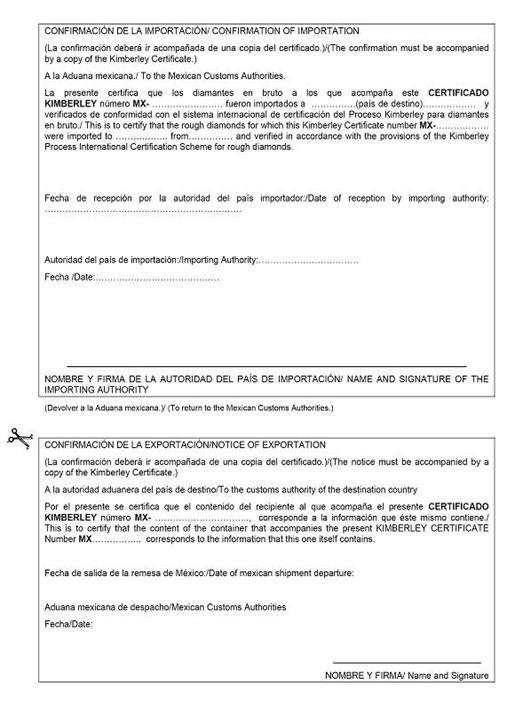 CONFIRMACIÓN DE LA IMPORTACIÓN/ CONFIRMATION OF IMPORTATION
(La confirmación deberá ir acompañada de una copia del certificado.)/(The confirmation must be accompanied
by a copy of the Kimberley Certificate.)
A la Aduana mexicana./ To the Mexican Customs Authorities.
La presente certifica que los diamantes en bruto a los que acompaña este CERTIFICADO
KIMBERLEY número MX- ........................ fueron importados a ...............(país de destino).................. y
verificados de conformidad con el sistema internacional de certificación del Proceso Kimberley para diamantes
en bruto./ This is to certify that the rough diamonds for which this Kimberley Certificate number MX-..................
were imported to .................. from............... and verified in accordance with the provisions of the Kimberley
Process International Certification Scheme for rough diamonds.
Fecha de recepción por la autoridad del país importador:/Date of reception by importing authority:
..................................................................
Autoridad del país de importación:/Importing Authority:..................................
Fecha /Date:..........................................
NOMBRE Y FIRMA DE LA AUTORIDAD DEL PAÍS DE IMPORTACIÓN/ NAME AND SIGNATURE OF THE
IMPORTING AUTHORITY
(Devolver a la Aduana mexicana.)/ (To return to the Mexican Customs Authorities.)
CONFIRMACIÓN DE LA EXPORTACIÓN/NOTICE OF EXPORTATION
(La confirmación deberá ir acompañada de una copia del certificado.)/(The notice must be accompanied by a
copy of the Kimberley Certificate.)
A la autoridad aduanera del país de destino/To the customs authority of the destination country
Por el presente se certifica que el contenido del recipiente al que acompaña el presente CERTIFICADO
KIMBERLEY número MX- ................................, corresponde a la información que éste mismo contiene./
This is to certify that the content of the container that accompanies the present KIMBERLEY CERTIFICATE
Number MX................. corresponds to the information that this one itself contains.
Fecha de salida de la remesa de México:/Date of mexican shipment departure:
Aduana mexicana de despacho/Mexican Customs Authorities
Fecha/Date:
NOMBRE Y FIRMA/ Name and Signature